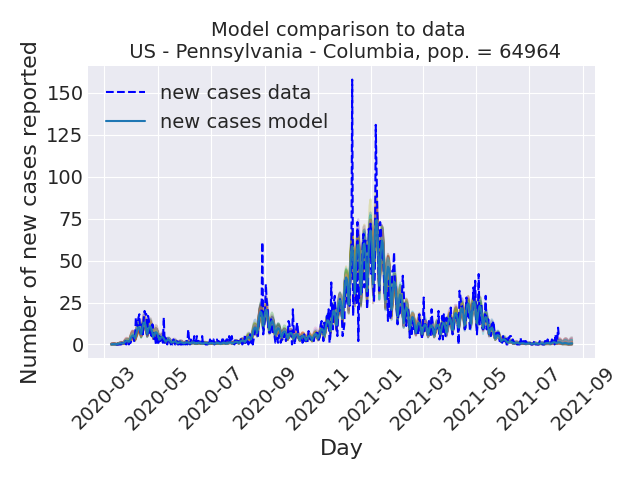 Model comparison to data
US - Pennsylvania - Columbia, pop. = 64964
Number of new cases reported
150
125
100
75
50
25
0
new cases data
new cases model
2020-03
2020-05
2020-07
2020-09
2020-11
2021-01
2021-03
2021-05
2021-07
2021-09
Day